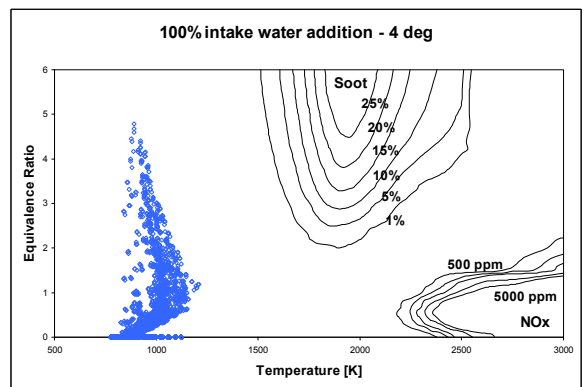 100% intake water addition - 4 deg
6
5
4
3
2
1
0
Equivalence Ratio
Soot
25%
20%
15%
10%
5%
1%
500 ppm
5000 ppm
NOx
500
1000
1500
2000
2500
3000
Temperature [K]